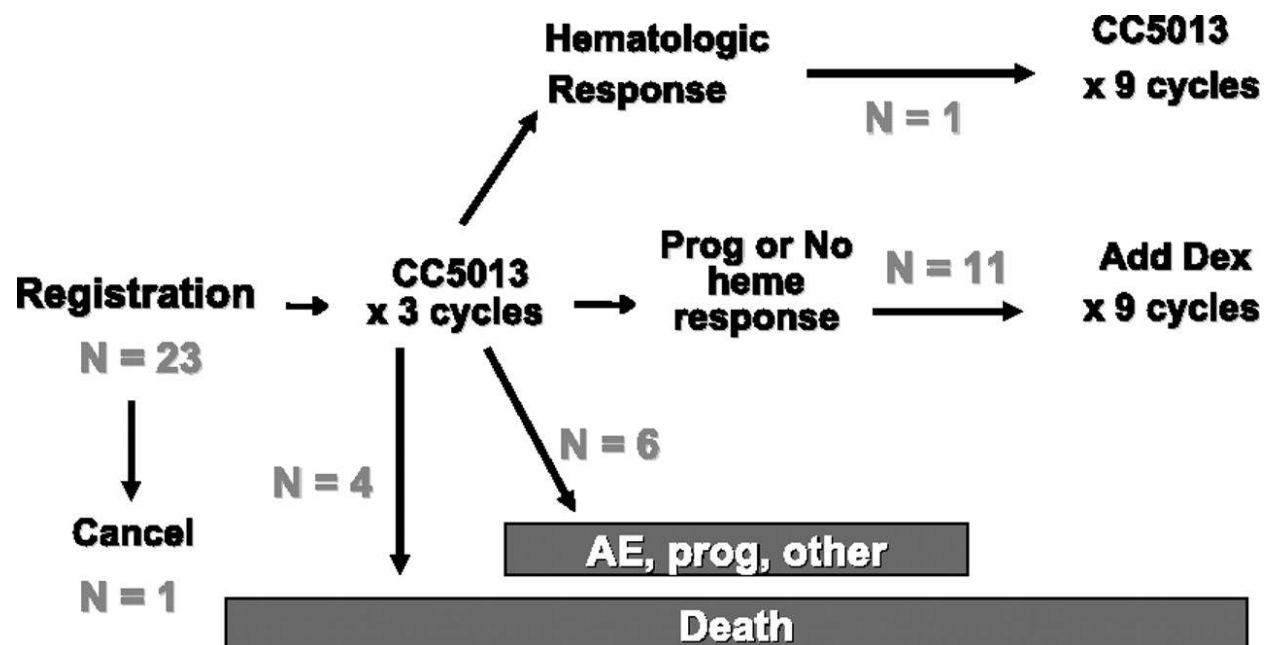 Hematologic
Response
N = 1
CC5013
x 9 cycles
Registration
N = 23
CC5013
x 3 cycles
Prog or No
heme
response
N = 11
Add Dex
x 9 cycles
Cancel
N = 1
N = 4
N = 6
AE, prog, other
Death